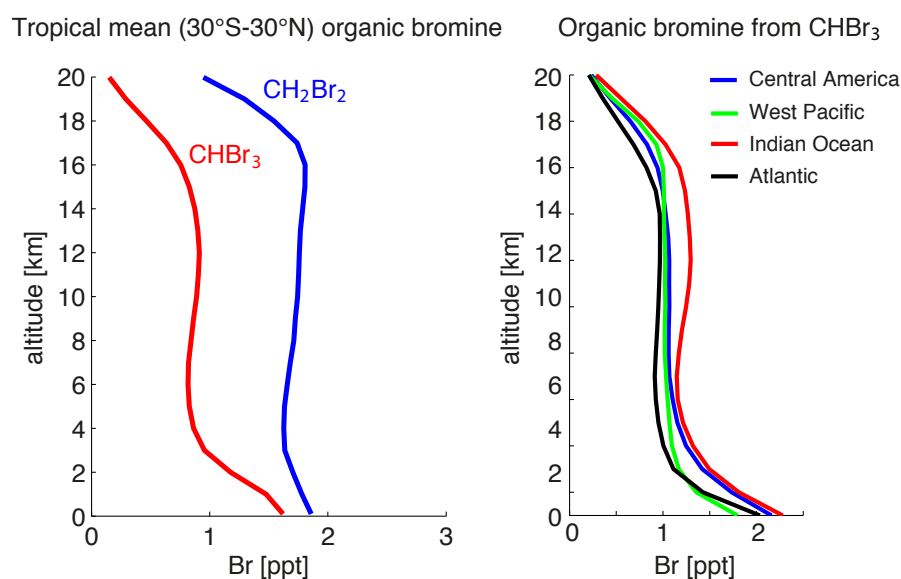 Tropical mean (30°S-30°N) organic bromine
20
18
16
14
12
10
8
6
4
2
0
altitude [km]
CH₂Br₂
CHBr₃
0 1 2 3
Br [ppt]
Organic bromine from CHBr₃
20
18
16
14
12
10
8
6
4
2
0
altitude [km]
Central America
West Pacific
Indian Ocean
Atlantic
0 1 2
Br [ppt]